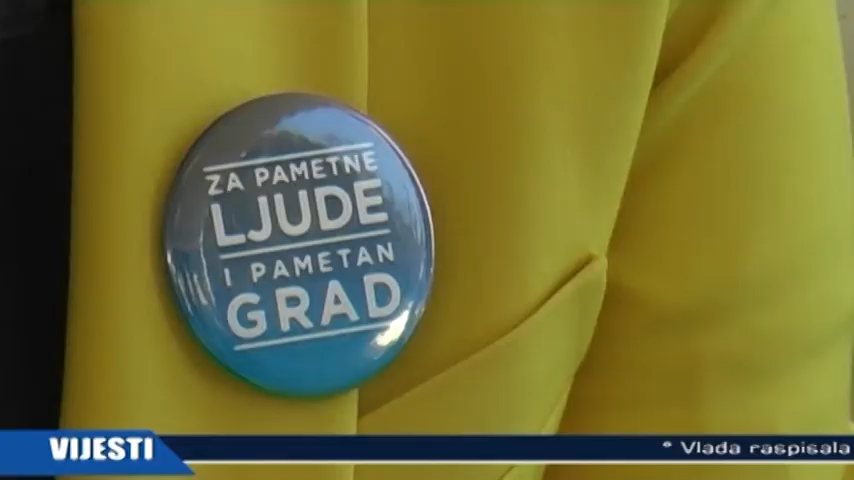 ZA PAMETNE
LJUDE
I PAMETAN
GRAD
VIJESTI
* Vlada raspisala